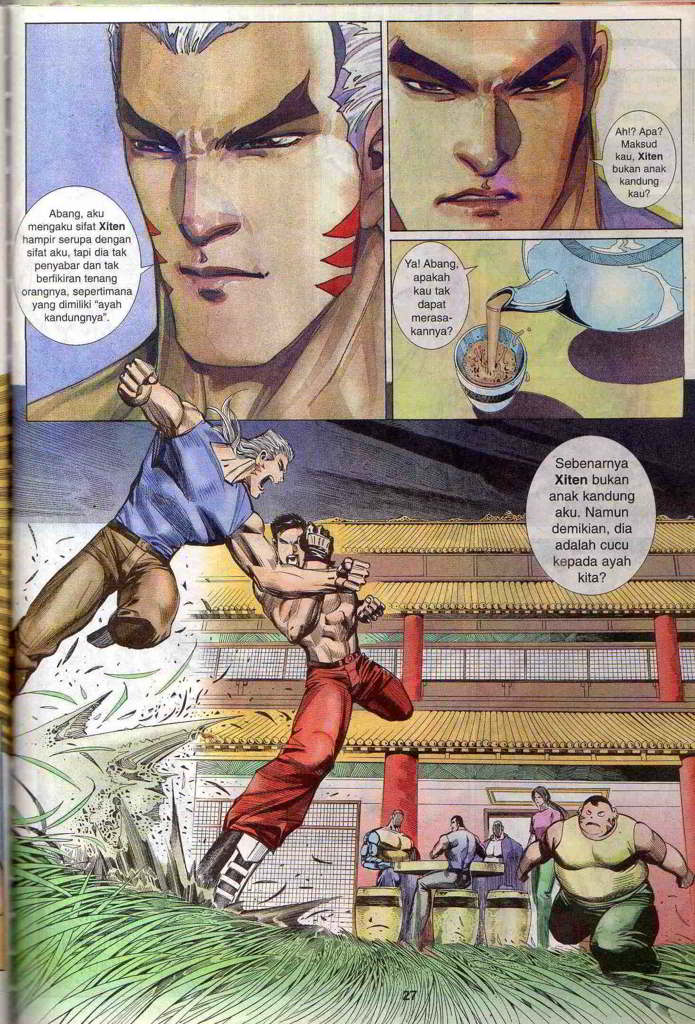 Abang, aku
mengaku sifat Xiten
hampir serupa dengan
sifat aku, tapi dia tak
penyabar dan tak
berfikiran tenang
orangnya, sepertimana
yang dimiliki “ayah
kandungnya”.
Ah!? Apa?
Maksud
kau, Xiten
bukan anak
kandung
kau?
Ya! Abang,
apakah
kau tak
dapat
merasa-
kannya?
Sebenarnya
Xiten bukan
anak kandung
aku. Namun
demikian, dia
adalah cucu
kepada ayah
kita?
27